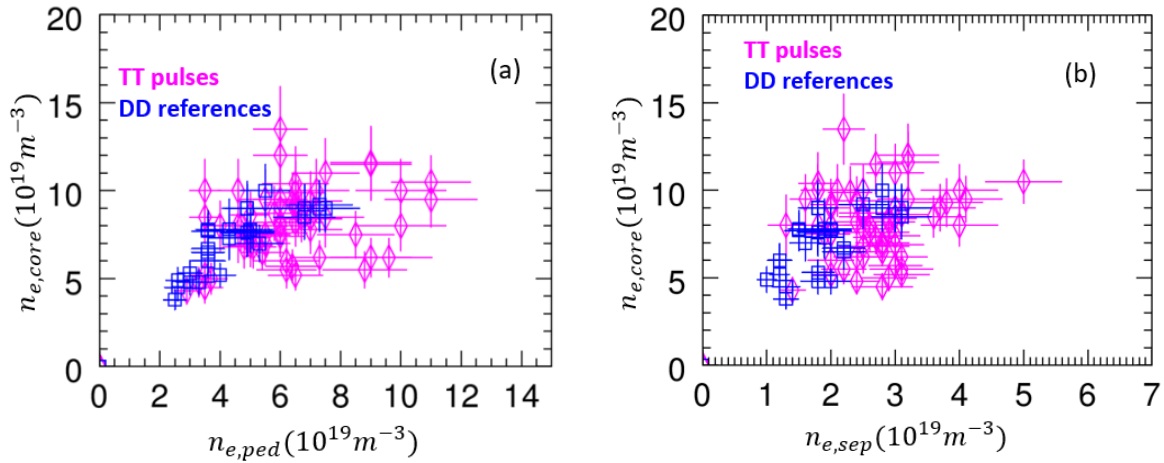 20
15
10
5
0
n_{e,core}(10^{19}m^{-3})
TT pulses
DD references
(a)
0 2 4 6 8 10 12 14
n_{e,ped}(10^{19}m^{-3})
20
15
10
5
0
n_{e,core}(10^{19}m^{-3})
TT pulses
DD references
(b)
0 1 2 3 4 5 6 7
n_{e,sep}(10^{19}m^{-3})